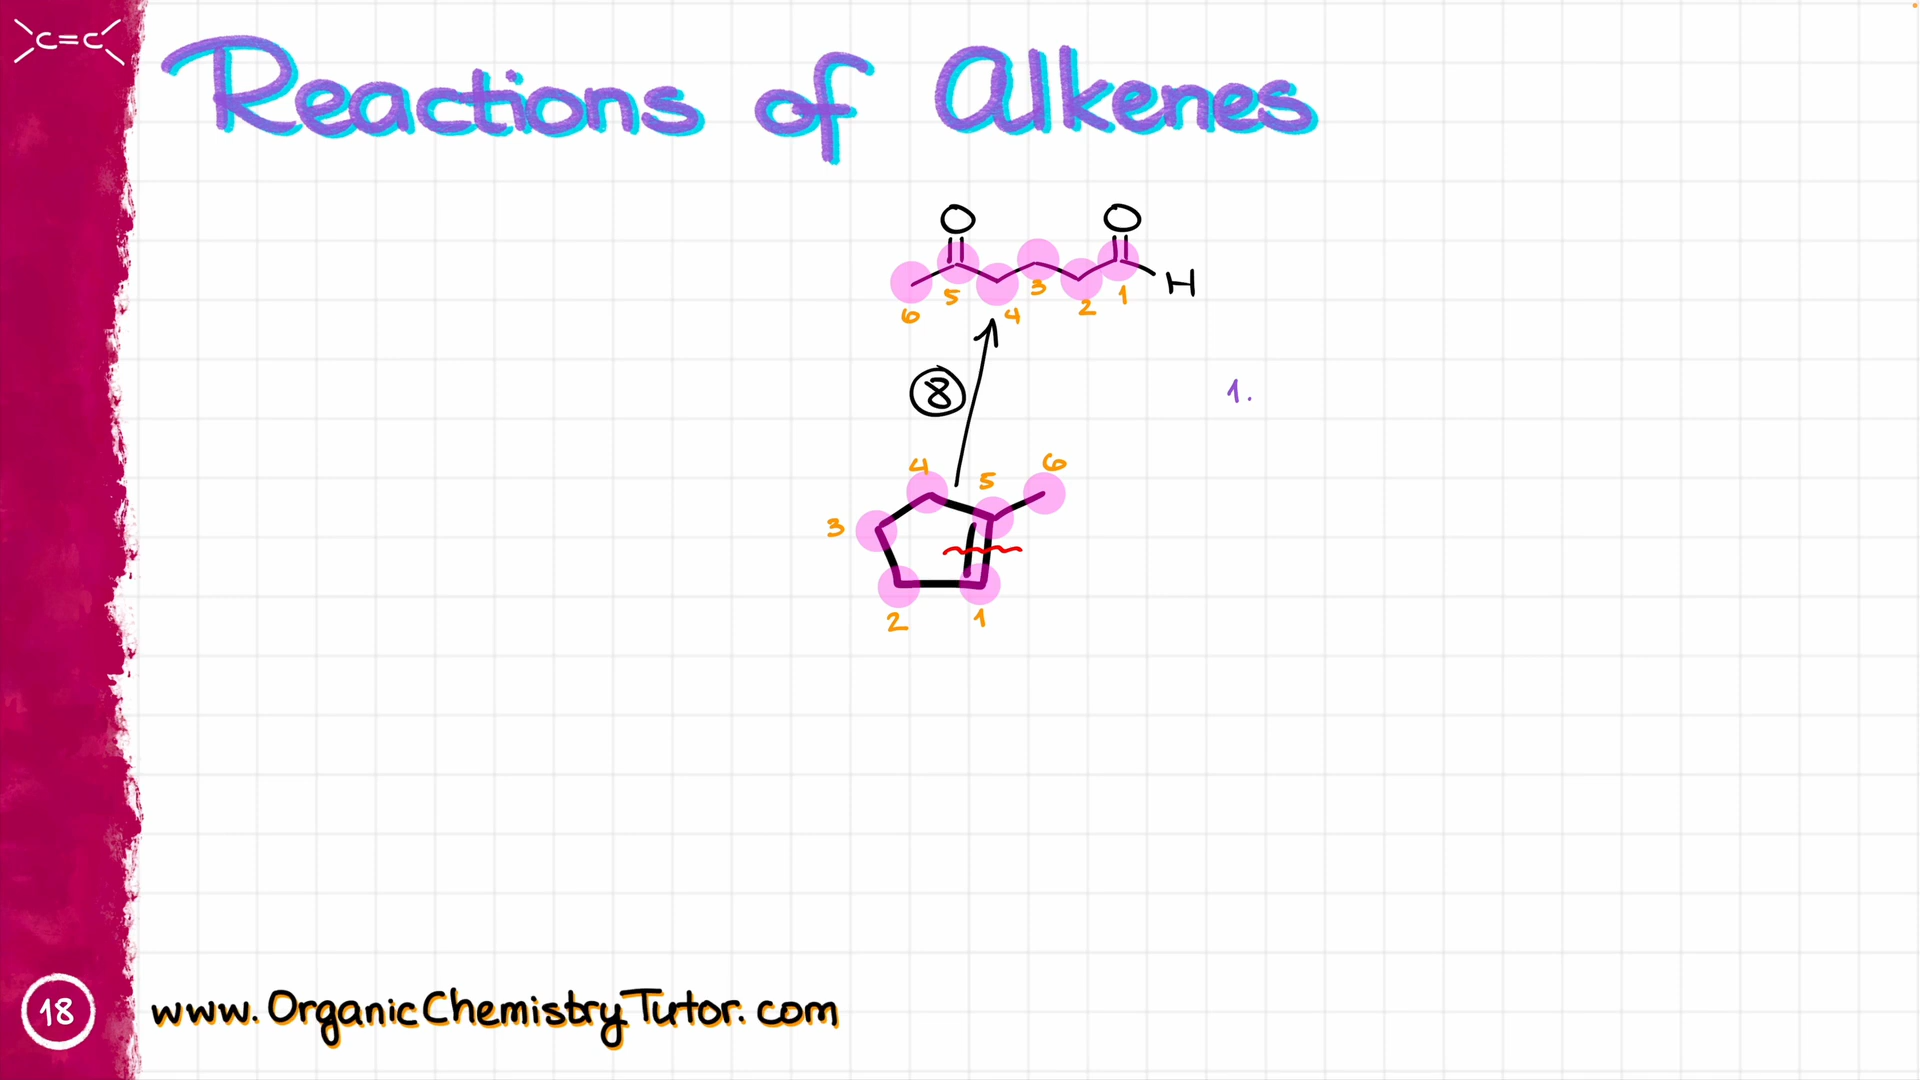 C=C
Reactions of Alkenes
O O
H
6 5 4 3 2 1
8
1.
4 5 6
3
2 1
18
www.OrganicChemistryTutor.com